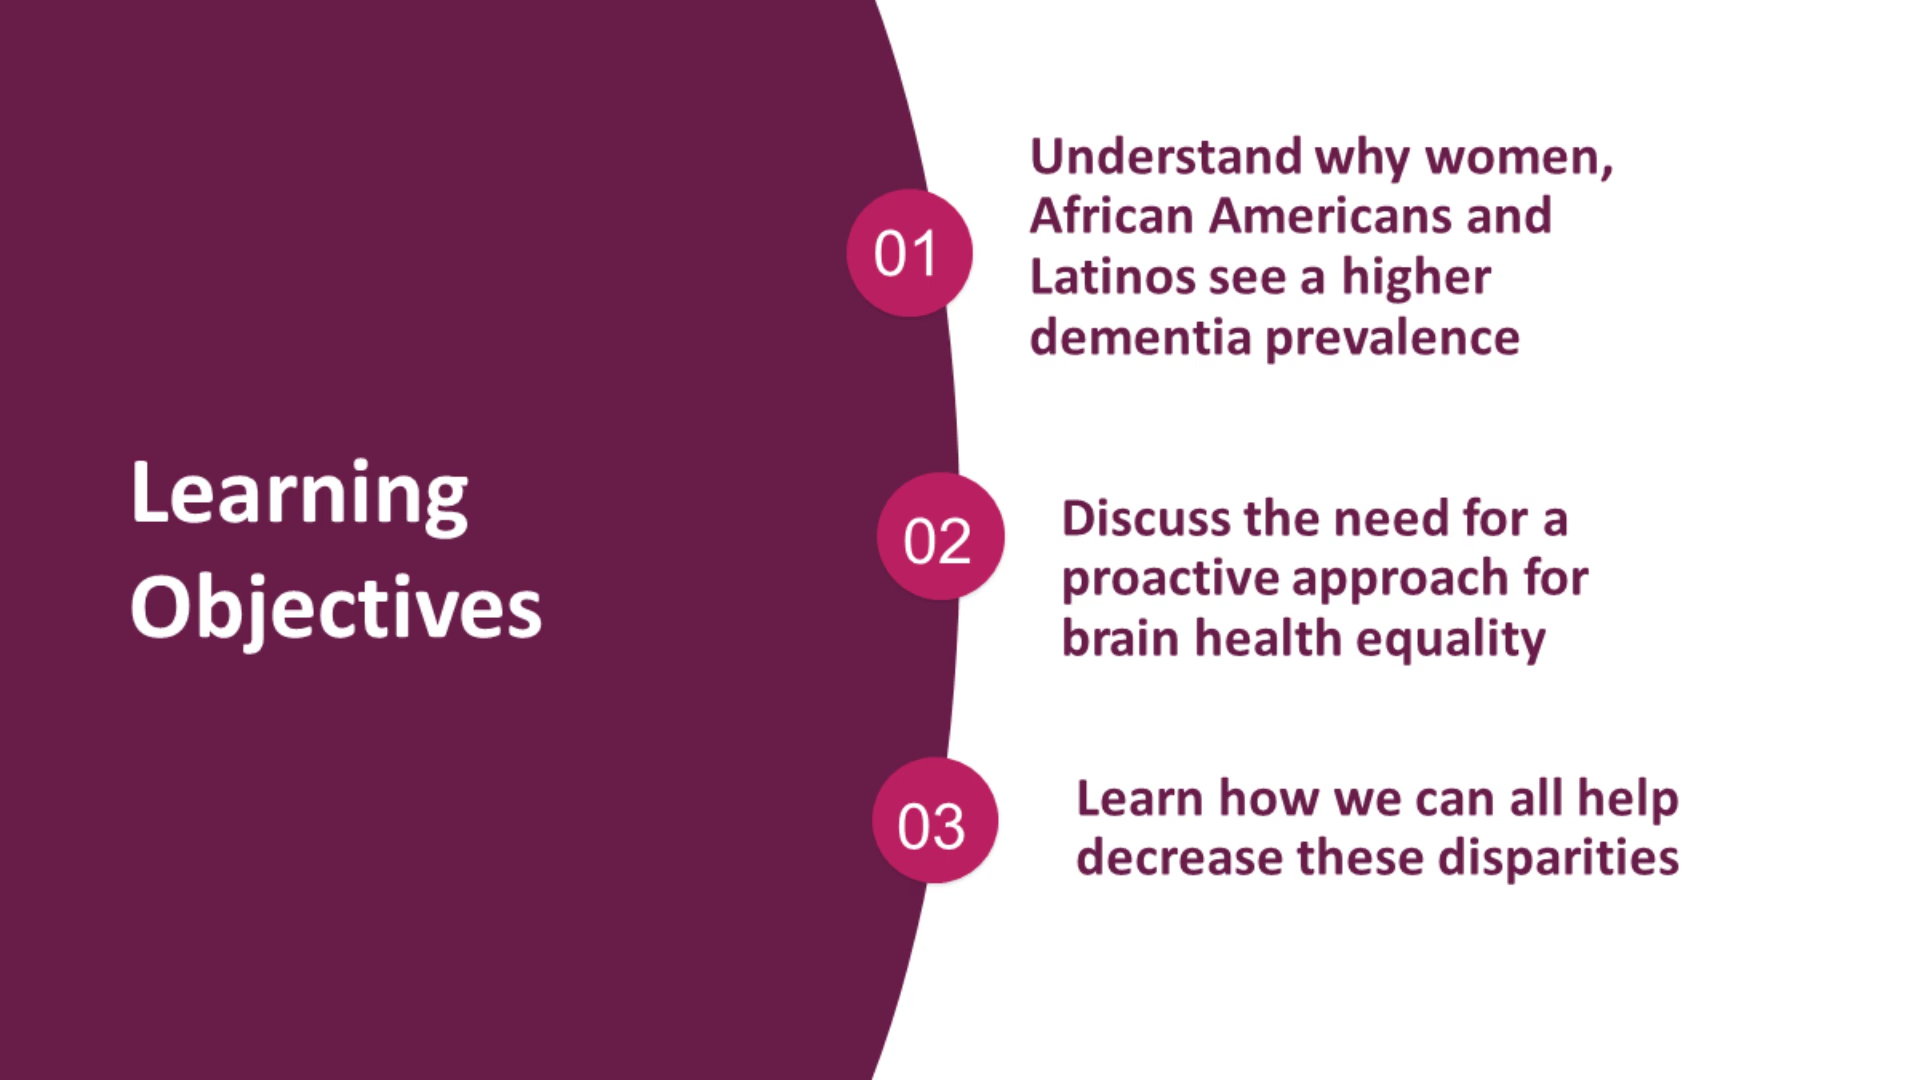 Learning
Objectives
01
Understand why women,
African Americans and
Latinos see a higher
dementia prevalence
02
Discuss the need for a
proactive approach for
brain health equality
03
Learn how we can all help
decrease these disparities